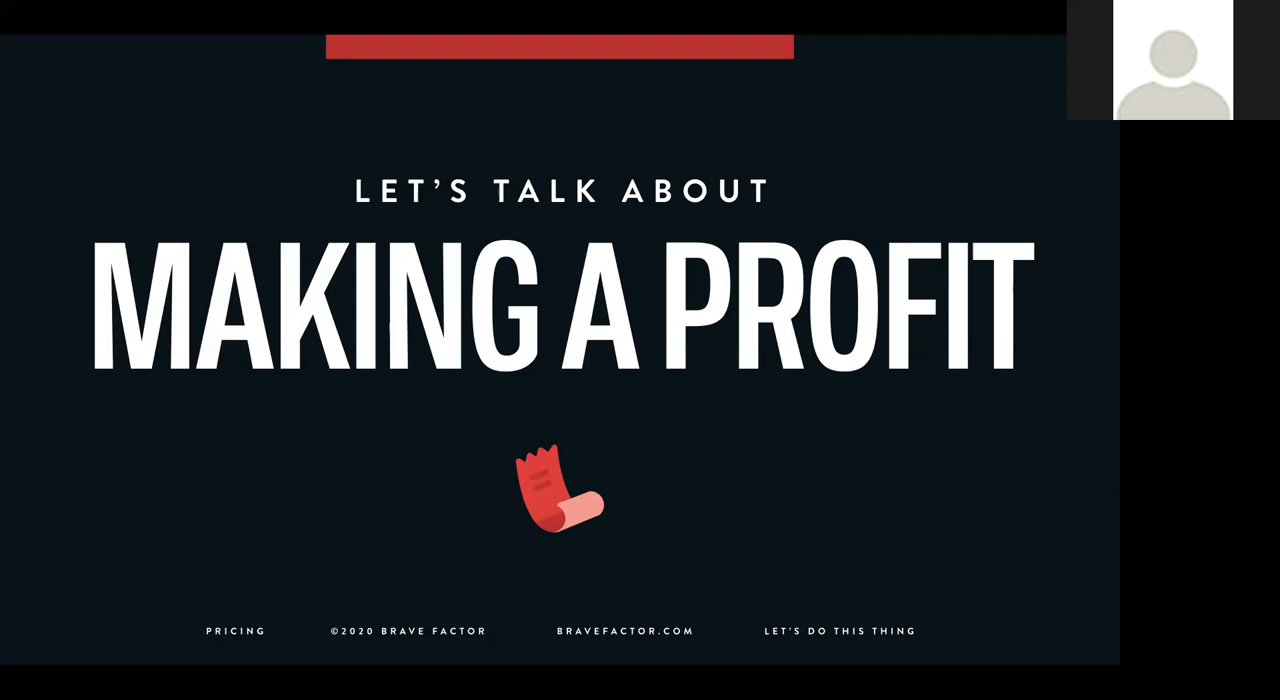 LET’S TALK ABOUT
MAKING A PROFIT
PRICING ©2020 BRAVE FACTOR BRAVEFACTOR.COM LET'S DO THIS THING